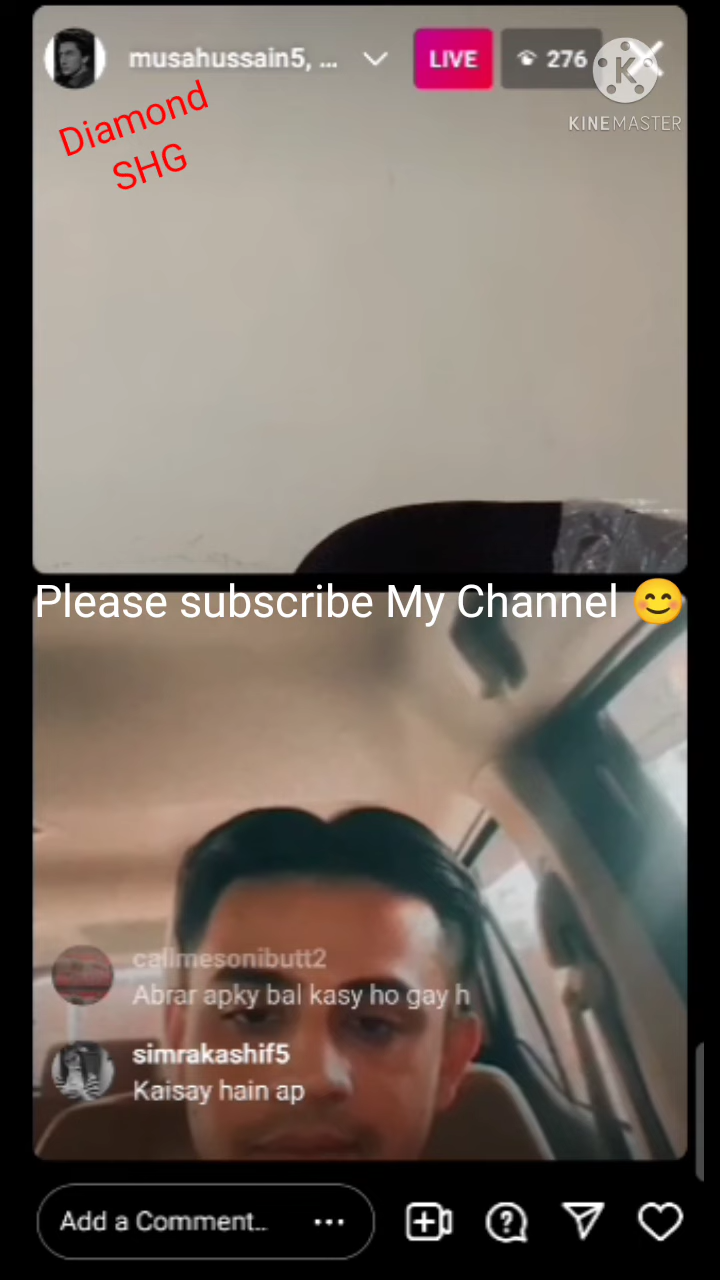 musahussain5, ...
LIVE
276
K
KINEMASTER
Diamond
SHG
Please subscribe My Channel 😊
callmesonibutt2
Abrar apky bal kasy ho gay h
simrakashif5
Kaisay hain ap
Add a Comment..